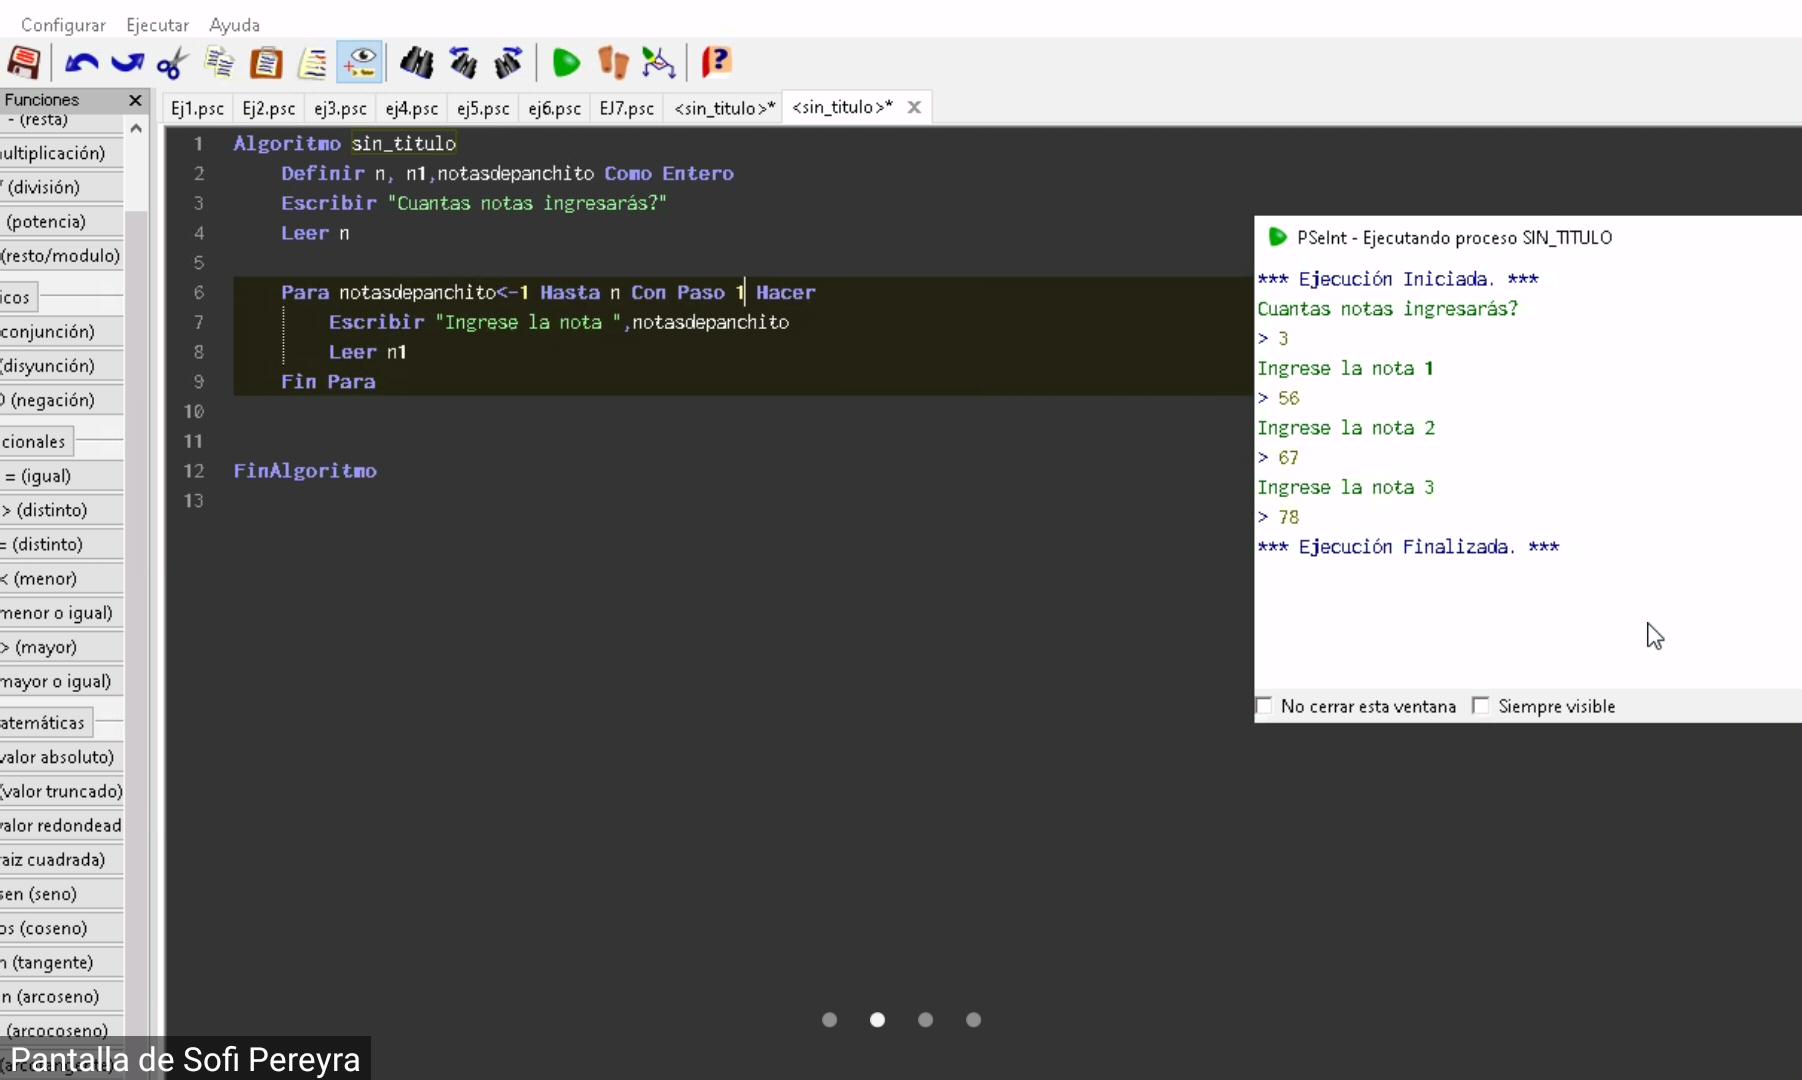 Configurar Ejecutar Ayuda
Funciones
Ej1.psc Ej2.psc ej3.psc ej4.psc ej5.psc ej6.psc EJ7.psc <sin_titulo>* <sin_titulo>*
- (resta)
ultiplicación)
(división)
(potencia)
(resto/modulo)
icos
conjunción)
(disyunción)
(negación)
cionales
= (igual)
> (distinto)
= (distinto)
< (menor)
menor o igual)
> (mayor)
mayor o igual)
atemáticas
valor absoluto)
(valor truncado)
valor redondead
raiz cuadrada)
sen (seno)
os (coseno)
n (tangente)
n (arcoseno)
(arcocoseno)
1 Algoritmo sin_titulo
2 Definir n, n1,notasdepanchito Como Entero
3 Escribir "Cuantas notas ingresarás?"
4 Leer n
5
6 Para notasdepanchito<-1 Hasta n Con Paso 1 Hacer
7 Escribir "Ingrese la nota ",notasdepanchito
8 Leer n1
9 Fin Para
10
11
12 FinAlgoritmo
13
PSeInt - Ejecutando proceso SIN_TITULO
*** Ejecución Iniciada. ***
Cuantas notas ingresarás?
> 3
Ingrese la nota 1
> 56
Ingrese la nota 2
> 67
Ingrese la nota 3
> 78
*** Ejecución Finalizada. ***
No cerrar esta ventana Siempre visible
Pantalla de Sofi Pereyra